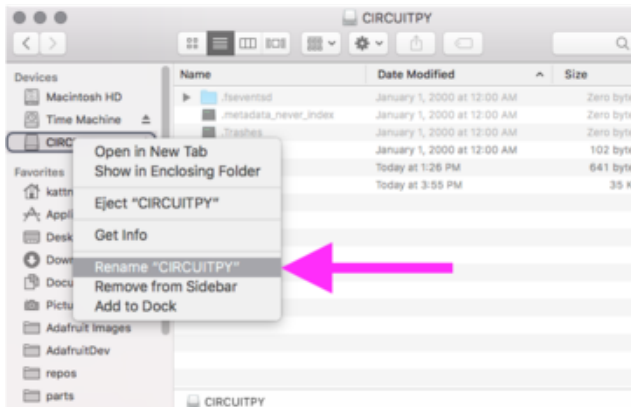 CIRCUITPY
Devices
Name
Date Modified
Size
Macintosh HD
.fseventsd
January 1, 2000 at 12:00 AM
Zero byte
Time Machine
.metadata_never_index
January 1, 2000 at 12:00 AM
Zero byte
CIRC
.Trashes
January 1, 2000 at 12:00 AM
Zero byte
Open in New Tab
January 1, 2000 at 12:00 AM
102 byte
Favorites
Show in Enclosing Folder
Today at 1:26 PM
641 byte
kattn
Today at 3:55 PM
35 K
Appli
Eject "CIRCUITPY"
Desk
Get Info
Dow
Rename "CIRCUITPY"
Docu
Remove from Sidebar
Pictu
Add to Dock
Adafruit Images
AdafruitDev
repos
parts
CIRCUITPY